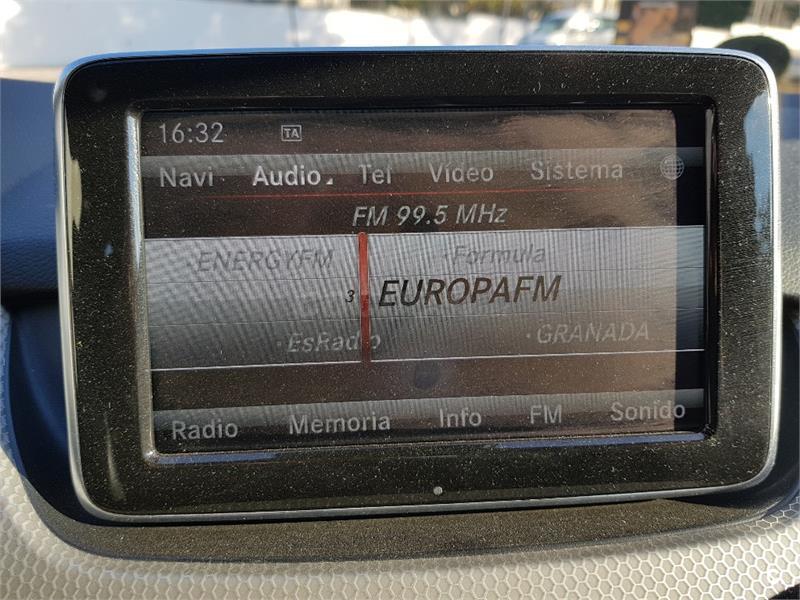 16:32 TA
Navi Audio Tel Vídeo Sistema
FM 99.5 MHz
·ENERGYFM ·Formula
3 ·EUROPAFM
·EsRadio ·GRANADA
Radio Memoria Info FM Sonido